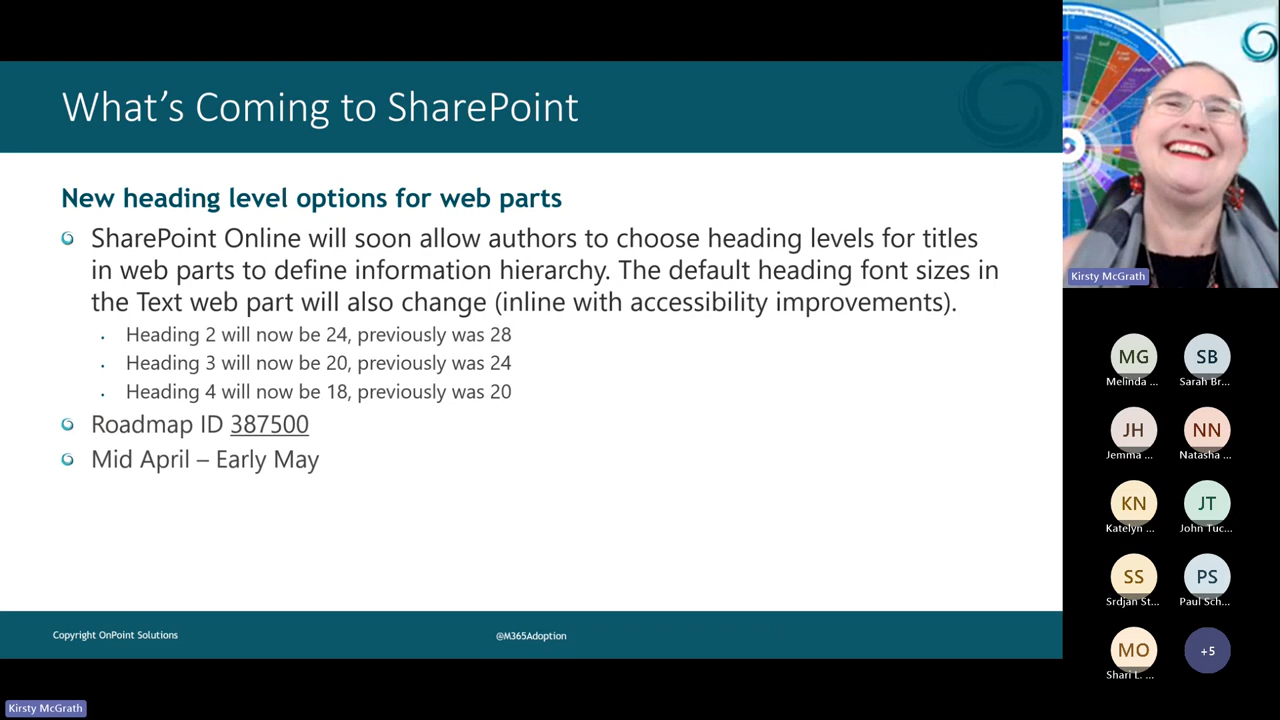 What's Coming to SharePoint
New heading level options for web parts
SharePoint Online will soon allow authors to choose heading levels for titles
in web parts to define information hierarchy. The default heading font sizes in
the Text web part will also change (inline with accessibility improvements).
Heading 2 will now be 24, previously was 28
Heading 3 will now be 20, previously was 24
Heading 4 will now be 18, previously was 20
Roadmap ID 387500
Mid April – Early May
Copyright OnPoint Solutions
@M365Adoption
Kirsty McGrath
Kirsty McGrath
MG
SB
Melinda ...
Sarah Br...
JH
NN
Jemma ...
Natasha ...
KN
JT
Katelyn ...
John Tuc...
SS
PS
Srdjan St...
Paul Sch...
MO
+5
Shari L. ...